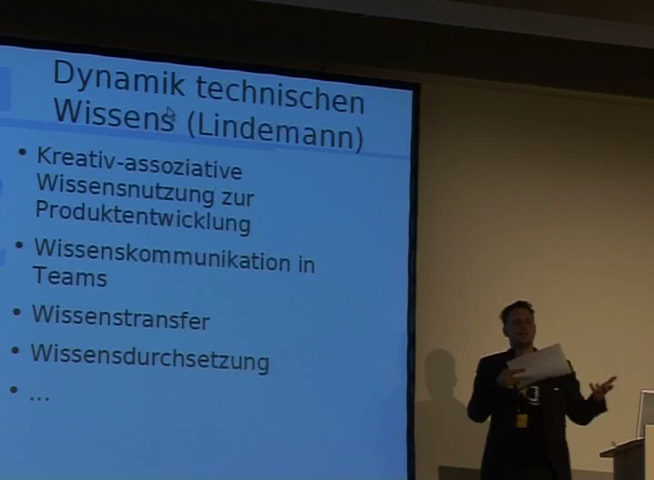 Dynamik technischen
Wissens (Lindemann)
• Kreativ-assoziative
Wissensnutzung zur
Produktentwicklung
• Wissenskommunikation in
Teams
• Wissenstransfer
• Wissensdurchsetzung
• ...